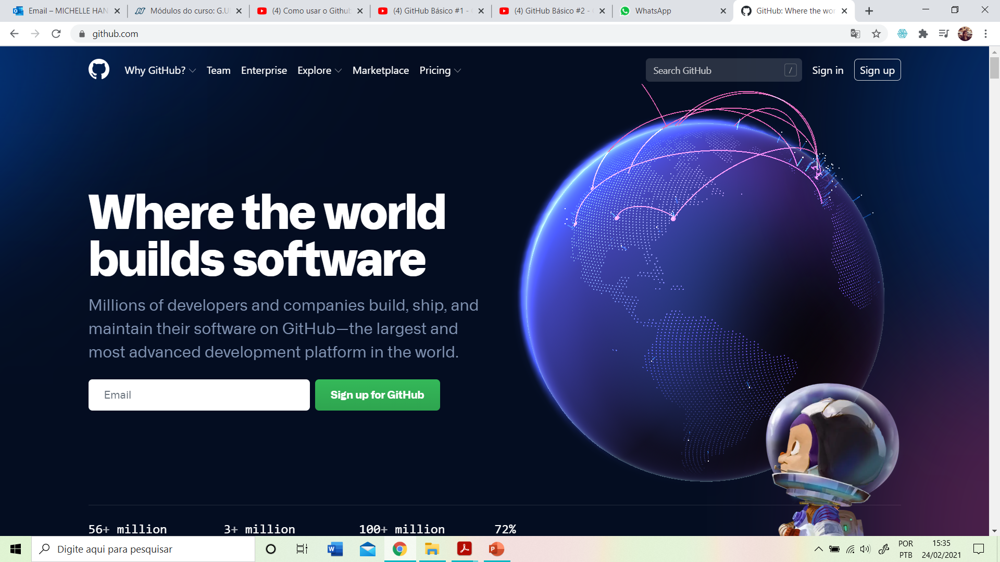 Email – MICHELLE HAN
Módulos do curso: G.U
(4) Como usar o Github
(4) GitHub Básico #1 -
(4) GitHub Básico #2 -
WhatsApp
GitHub: Where the wor
github.com
Why GitHub? Team Enterprise Explore Marketplace Pricing
Search GitHub /
Sign in
Sign up
Where the world
builds software
Millions of developers and companies build, ship, and
maintain their software on GitHub—the largest and
most advanced development platform in the world.
Email
Sign up for GitHub
56+ million 3+ million 100+ million 72%
Digite aqui para pesquisar
POR
PTB
15:35
24/02/2021